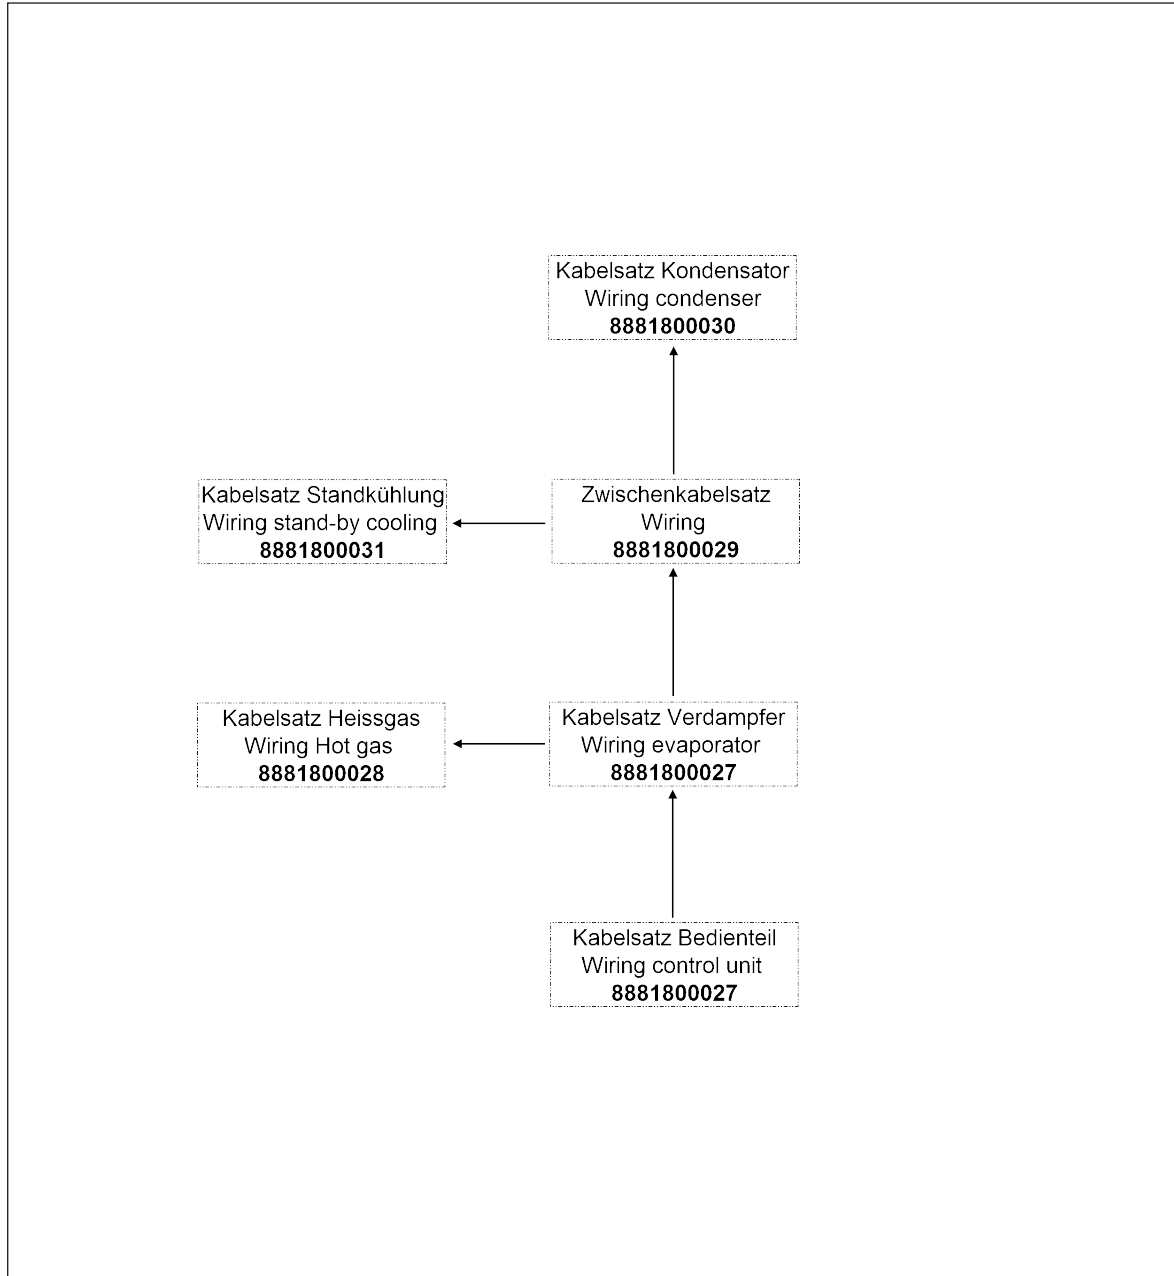 Kabelsatz Kondensator
Wiring condenser
8881800030
Kabelsatz Standkühlung
Wiring stand-by cooling
8881800031
Zwischenkabelsatz
Wiring
8881800029
Kabelsatz Heissgas
Wiring Hot gas
8881800028
Kabelsatz Verdampfer
Wiring evaporator
8881800027
Kabelsatz Bedienteil
Wiring control unit
8881800027